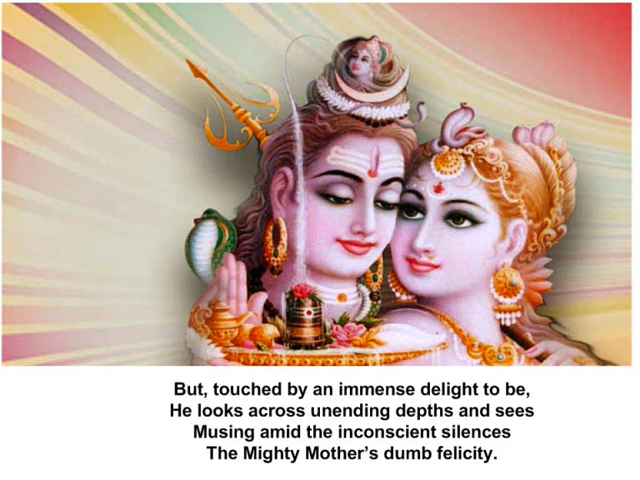 But, touched by an immense delight to be,
He looks across unending depths and sees
Musing amid the inconscient silences
The Mighty Mother's dumb felicity.